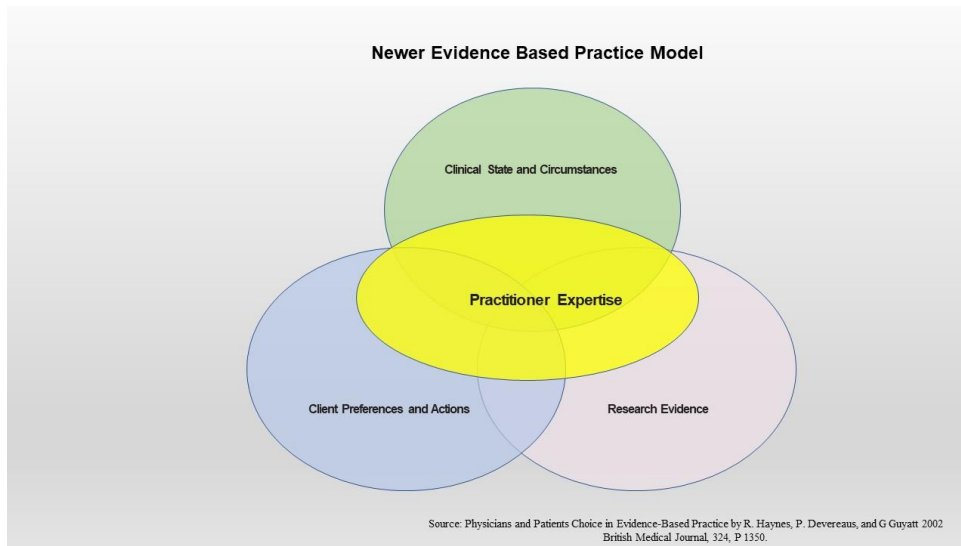 Newer Evidence Based Practice Model
Clinical State and Circumstances
Practitioner Expertise
Client Preferences and Actions
Research Evidence
Source: Physicians and Patients Choice in Evidence-Based Practice by R. Haynes, P. Devereaus, and G Guyatt 2002
British Medical Journal, 324, P 1350.